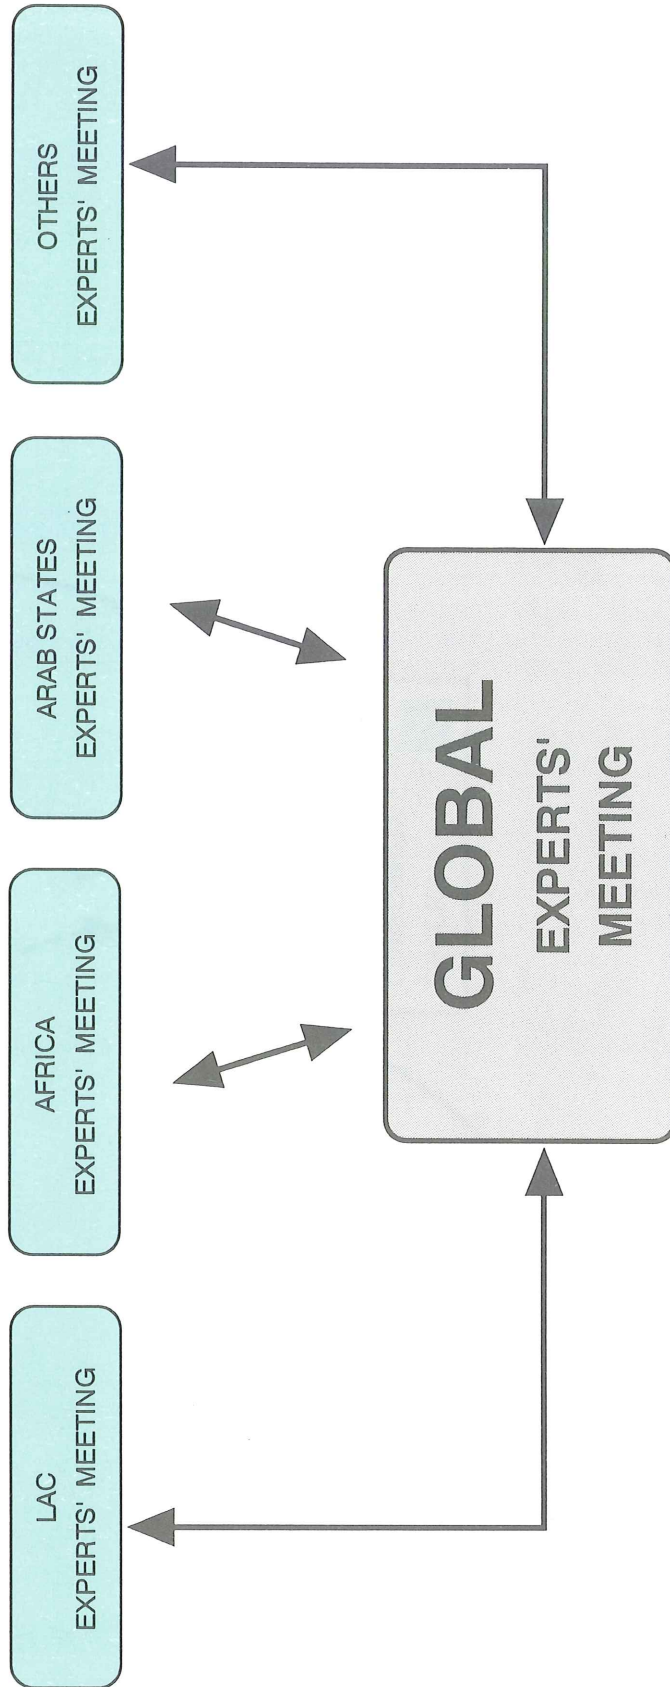 LAC
EXPERTS' MEETING
AFRICA
EXPERTS' MEETING
ARAB STATES
EXPERTS' MEETING
OTHERS
EXPERTS' MEETING
GLOBAL
EXPERTS'
MEETING